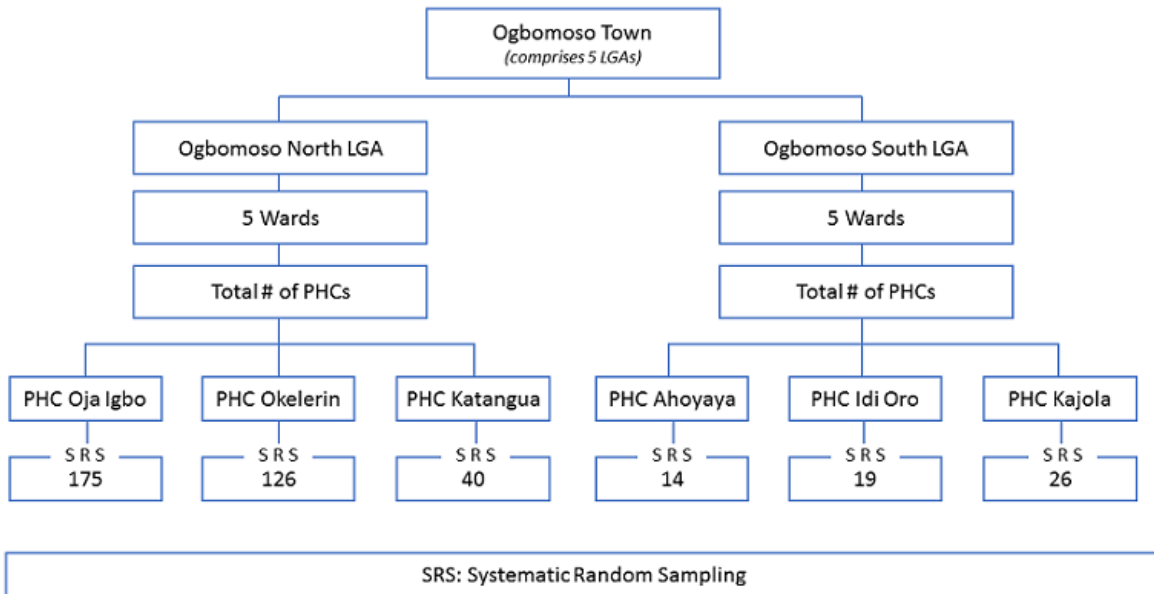 Ogbomoso Town
(comprises 5 LGAs)
Ogbomoso North LGA
Ogbomoso South LGA
5 Wards
5 Wards
Total # of PHCs
Total # of PHCs
PHC Oja Igbo
PHC Okelerin
PHC Katangua
PHC Ahoyaya
PHC Idi Oro
PHC Kajola
S R S
S R S
S R S
S R S
S R S
S R S
175
126
40
14
19
26
SRS: Systematic Random Sampling